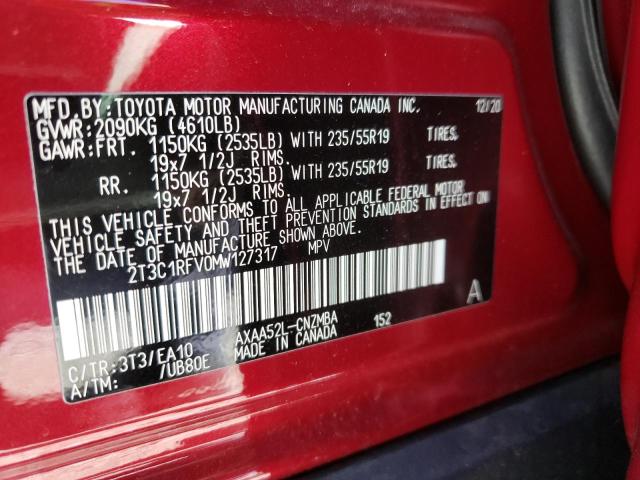 MFD.BY:TOYOTA MOTOR MANUFACTURING CANADA INC. 12/20
GVWR:2090KG (4610LB)
GAWR:FRT. 1150KG (2535LB) WITH 235/55R19 TIRES,
19x7 1/2J RIMS.
RR. 1150KG (2535LB) WITH 235/55R19 TIRES,
19x7 1/2J RIMS.
THIS VEHICLE CONFORMS TO ALL APPLICABLE FEDERAL MOTOR
VEHICLE SAFETY AND THEFT PREVENTION STANDARDS IN EFFECT ON
THE DATE OF MANUFACTURE SHOWN ABOVE.
2T3C1RFV0MW127317 MPV
A
C/TR:3T3/EA10 AXAA52L-CNZMBA 152
A/TM: /UB80E MADE IN CANADA